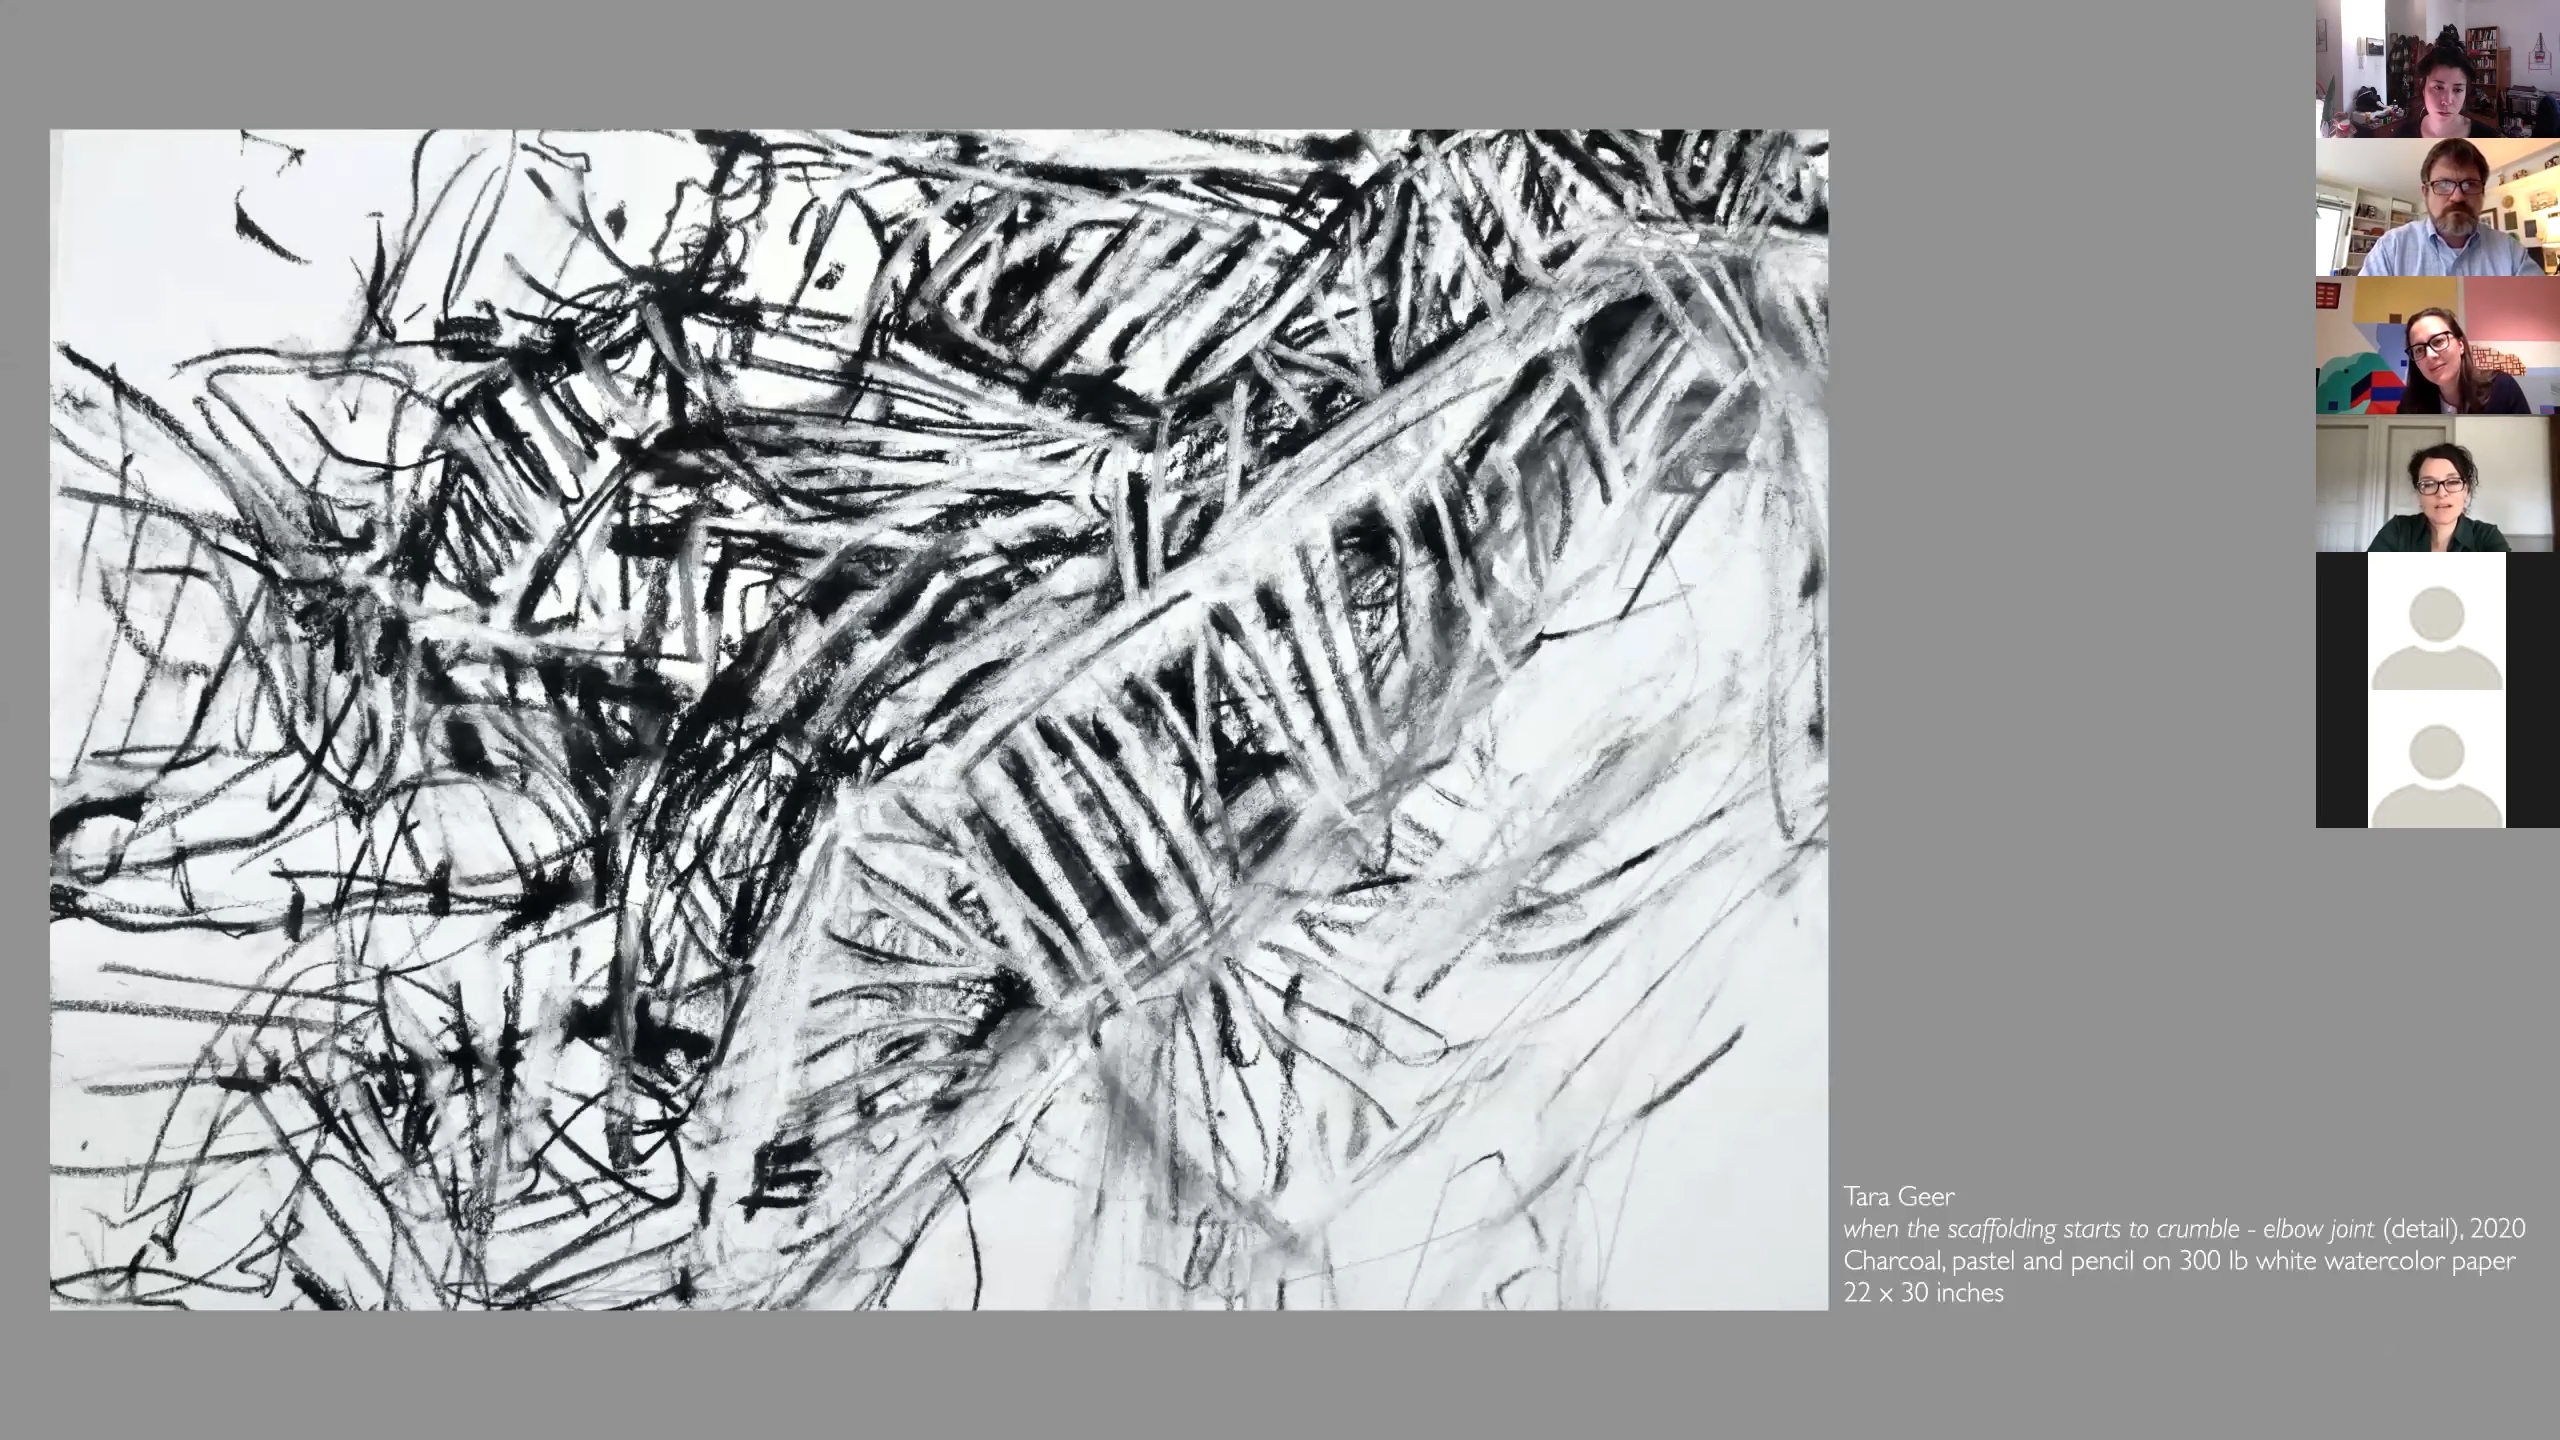 Tara Geer
when the scaffolding starts to crumble - elbow joint (detail), 2020
Charcoal, pastel and pencil on 300 lb white watercolor paper
22 x 30 inches